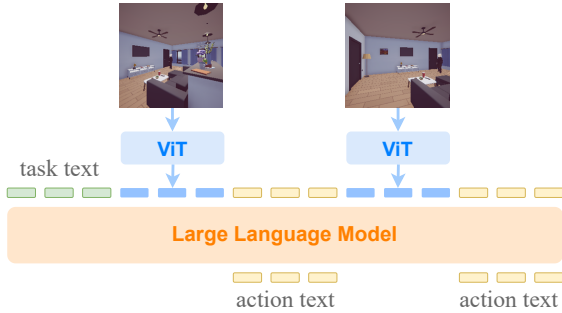 ViT
ViT
task text
Large Language Model
action text
action text